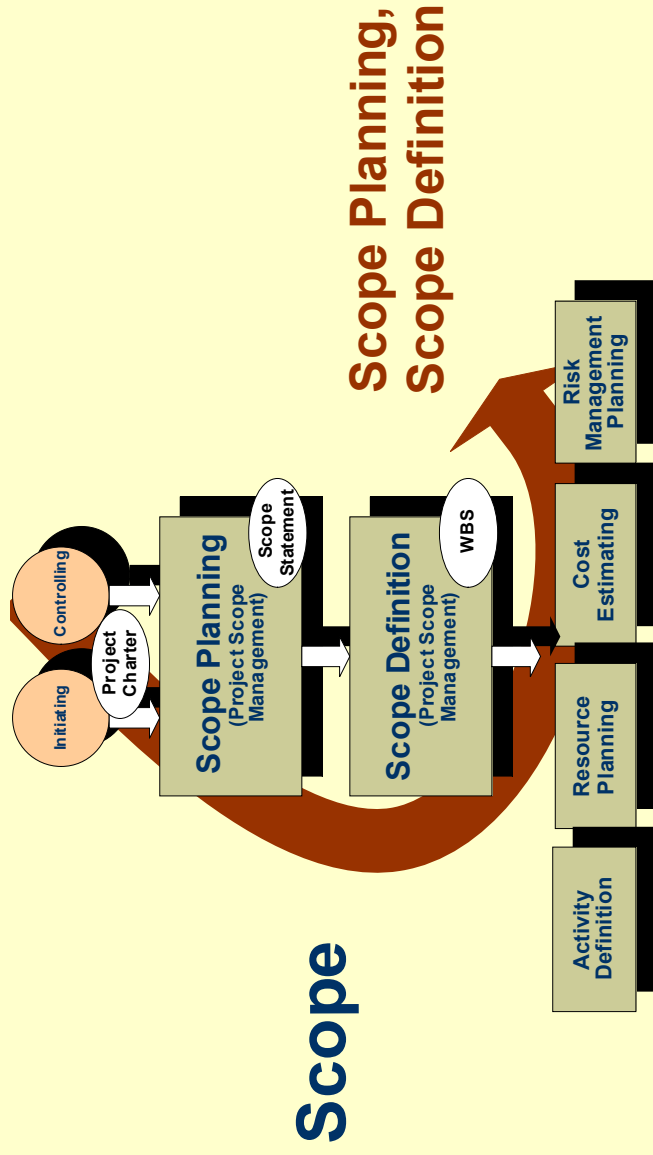 Scope
Initiating
Controlling
Project
Charter
Scope Planning
(Project Scope
Management)
Scope
Statement
Scope Definition
(Project Scope
Management)
WBS
Scope Planning,
Scope Definition
Activity
Definition
Resource
Planning
Cost
Estimating
Risk
Management
Planning